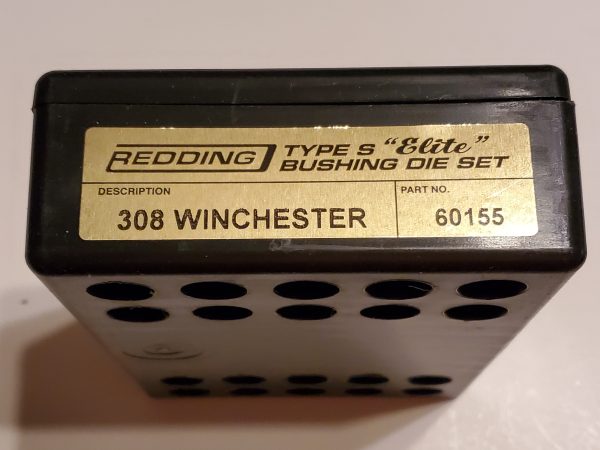 REDDING TYPE S "Elite"
BUSHING DIE SET
DESCRIPTION PART NO.
308 WINCHESTER 60155